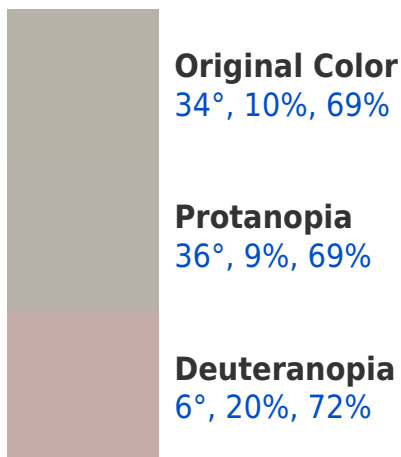 Original Color
34°, 10%, 69%
Protanopia
36°, 9%, 69%
Deuteranopia
6°, 20%, 72%